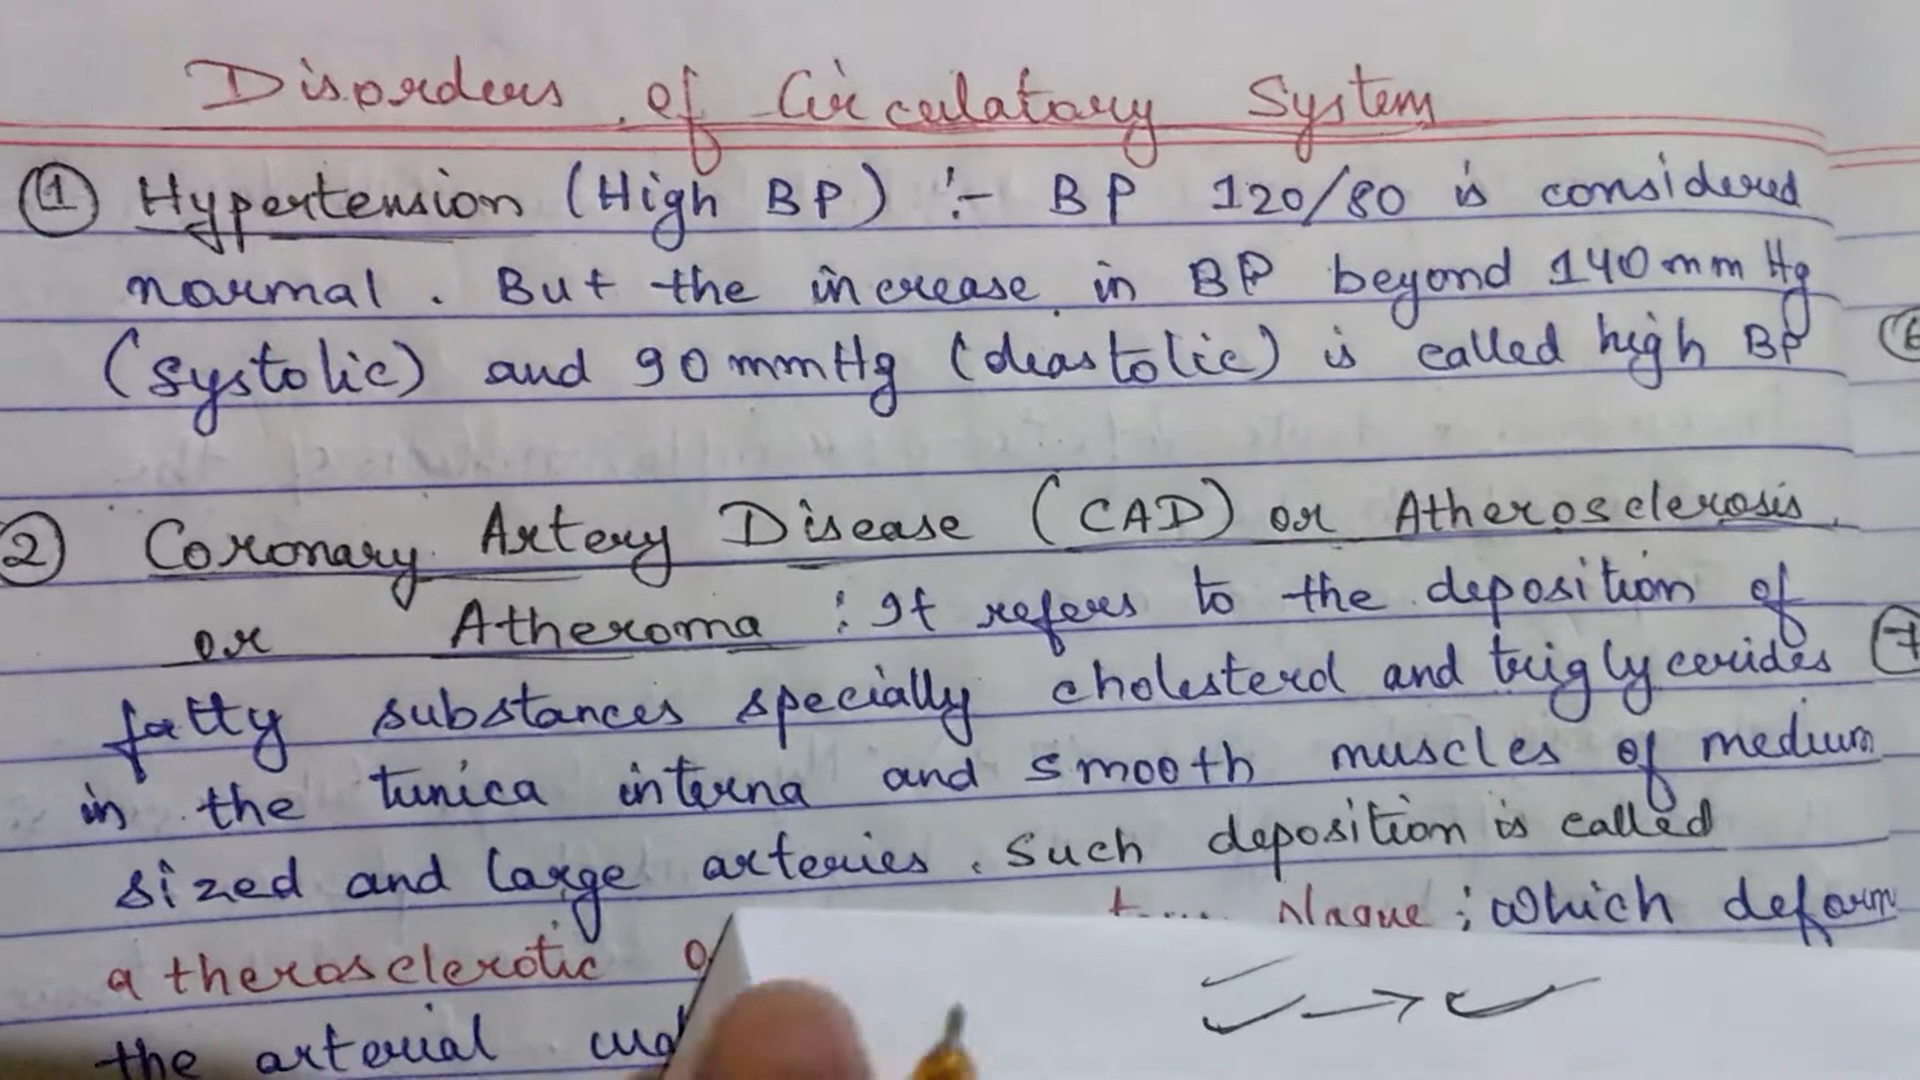 Disorders of Circulatory System
① Hypertension (High BP) :- BP 120/80 is considered
normal. But the increase in BP beyond 140 mm Hg
(systolic) and 90 mmHg (diastolic) is called high BP
② Coronary Artery Disease (CAD) or Atherosclerosis
or Atheroma : It refers to the deposition of
fatty substances specially cholesterol and triglycerides
in the tunica interna and smooth muscles of medium
sized and large arteries. Such deposition is called
atherosclerotic Plaque ; which deform
the arterial